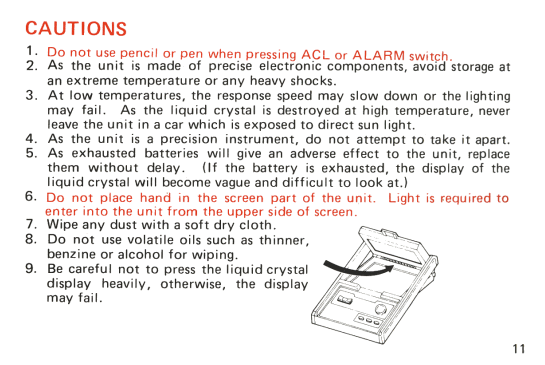 CAUTIONS
1. Do not use pencil or pen when pressing ACL or ALARM switch.
2. As the unit is made of precise electronic components, avoid storage at
an extreme temperature or any heavy shocks.
3. At low temperatures, the response speed may slow down or the lighting
may fail. As the liquid crystal is destroyed at high temperature, never
leave the unit in a car which is exposed to direct sun light.
4. As the unit is a precision instrument, do not attempt to take it apart.
5. As exhausted batteries will give an adverse effect to the unit, replace
them without delay. (If the battery is exhausted, the display of the
liquid crystal will become vague and difficult to look at.)
6. Do not place hand in the screen part of the unit. Light is required to
enter into the unit from the upper side of screen.
7. Wipe any dust with a soft dry cloth.
8. Do not use volatile oils such as thinner,
benzine or alcohol for wiping.
9. Be careful not to press the liquid crystal
display heavily, otherwise, the display
may fail.
11